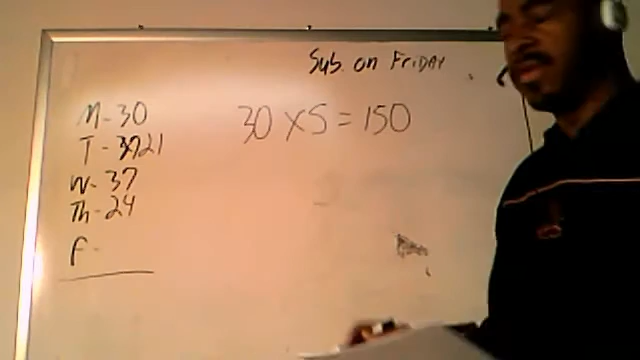 Sub. on Friday
M - 30
30 x 5 = 150
T - 21
W - 37
Th - 24
F -